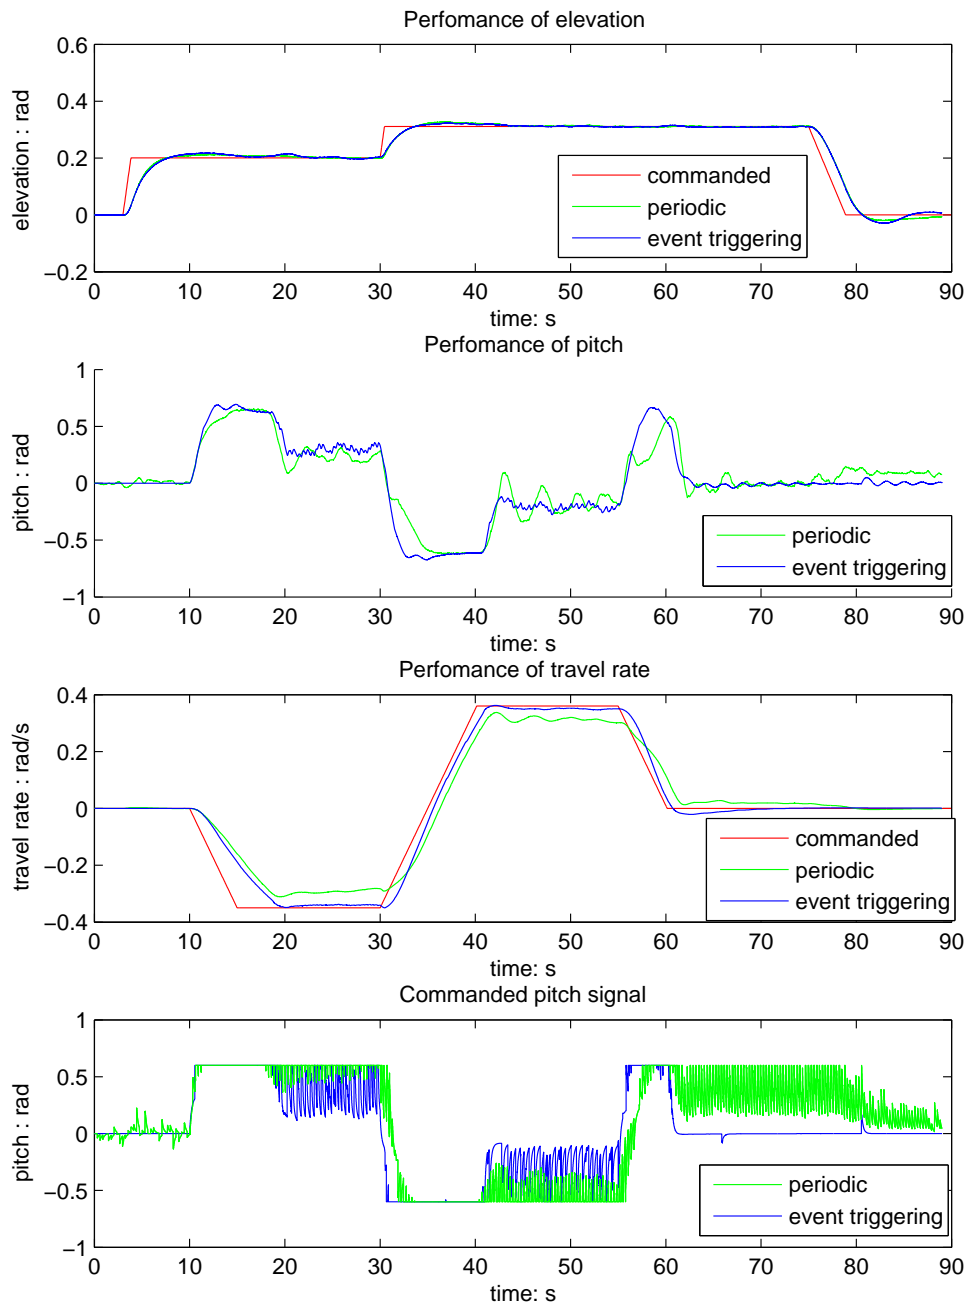 Perfomance of elevation
0.6
0.4
0.2
0
−0.2
elevation : rad
commanded
periodic
event triggering
0 10 20 30 40 50 60 70 80 90
time: s
Perfomance of pitch
1
0.5
0
−0.5
−1
pitch : rad
periodic
event triggering
0 10 20 30 40 50 60 70 80 90
time: s
Perfomance of travel rate
0.4
0.2
0
−0.2
−0.4
travel rate : rad/s
commanded
periodic
event triggering
0 10 20 30 40 50 60 70 80 90
time: s
Commanded pitch signal
1
0.5
0
−0.5
−1
pitch : rad
periodic
event triggering
0 10 20 30 40 50 60 70 80 90
time: s